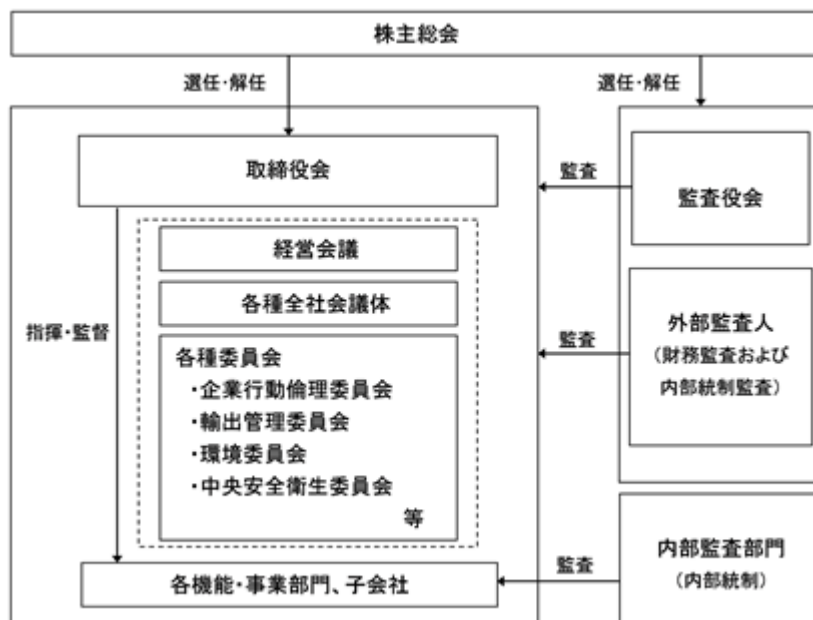 株主総会
選任・解任
選任・解任
取締役会
監査
監査役会
経営会議
各種全社会議体
指揮・監督
監査
外部監査人
（財務監査および
内部統制監査）
各種委員会
・企業行動倫理委員会
・輸出管理委員会
・環境委員会
・中央安全衛生委員会
等
各機能・事業部門、子会社
監査
内部監査部門
（内部統制）